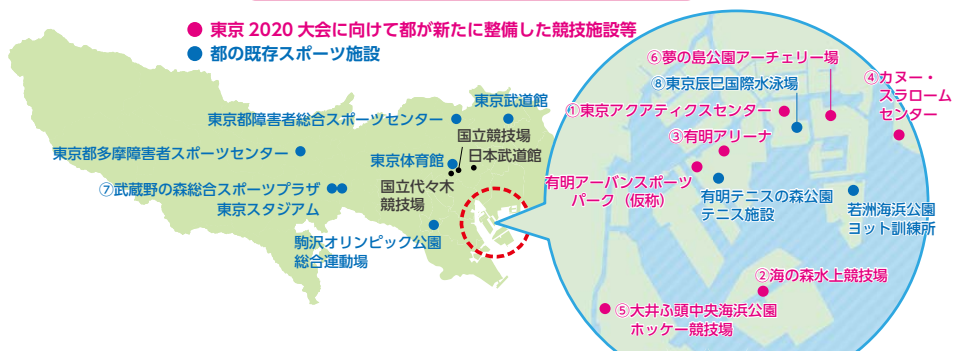 ● 東京 2020 大会に向けて都が新たに整備した競技施設等
● 都の既存スポーツ施設
東京武道館
東京都障害者総合スポーツセンター
国立競技場
日本武道館
東京都多摩障害者スポーツセンター
東京体育館
国立代々木
競技場
⑦武蔵野の森総合スポーツプラザ
東京スタジアム
駒沢オリンピック公園
総合運動場
⑥夢の島公園アーチェリー場
⑧東京辰巳国際水泳場
④カヌー・
スラローム
センター
①東京アクアティクスセンター
③有明アリーナ
有明アーバンスポーツ
パーク（仮称）
有明テニスの森公園
テニス施設
若洲海浜公園
ヨット訓練所
②海の森水上競技場
⑤大井ふ頭中央海浜公園
ホッケー競技場